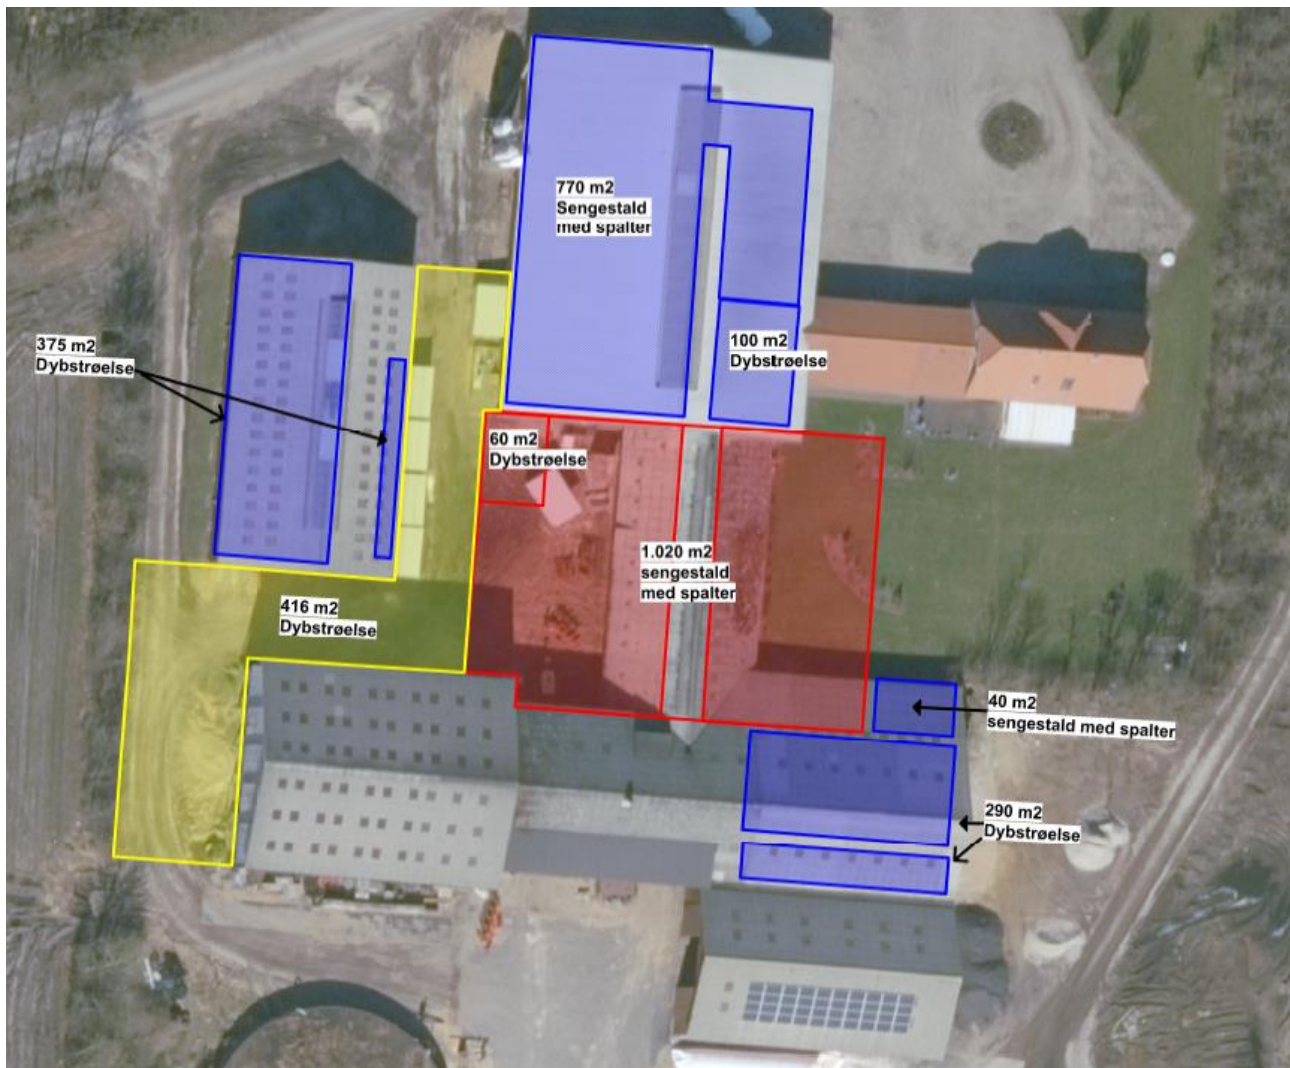 770 m2
Sengestald
med spalter
375 m2
Dybstrøelse
100 m2
Dybstrøelse
60 m2
Dybstrøelse
1.020 m2
sengestald
med spalter
416 m2
Dybstrøelse
40 m2
sengestald med spalter
290 m2
Dybstrøelse